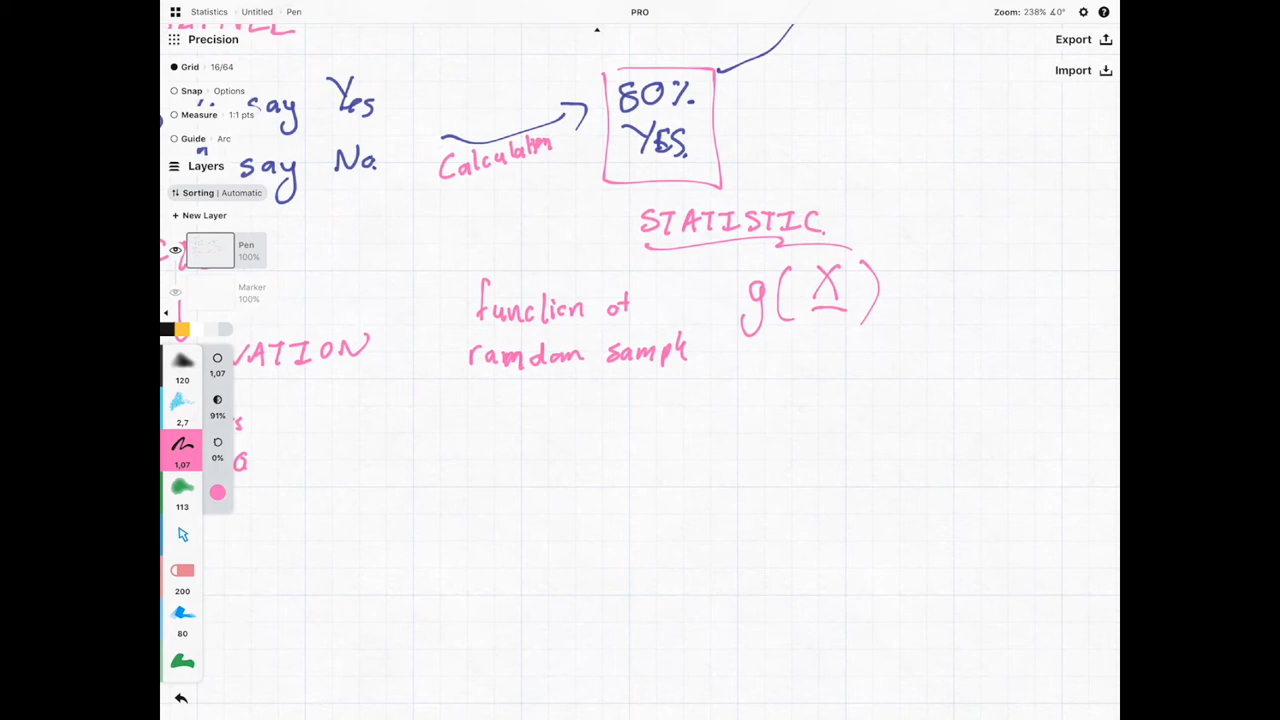 Statistics Untitled Pen PRO Zoom: 238% ∡0°
Precision
Export
Grid 16/64
Import
Snap Options
Measure 1:1 pts
Guide Arc
Layers
Sorting | Automatic
+ New Layer
Pen
100%
Marker
100%
120
2,7
1,07
113
200
80
1,07
91%
0%
say Yes
say No.
Calculation
80%
YES.
STATISTIC.
function of
random sample
g(X)
VATION